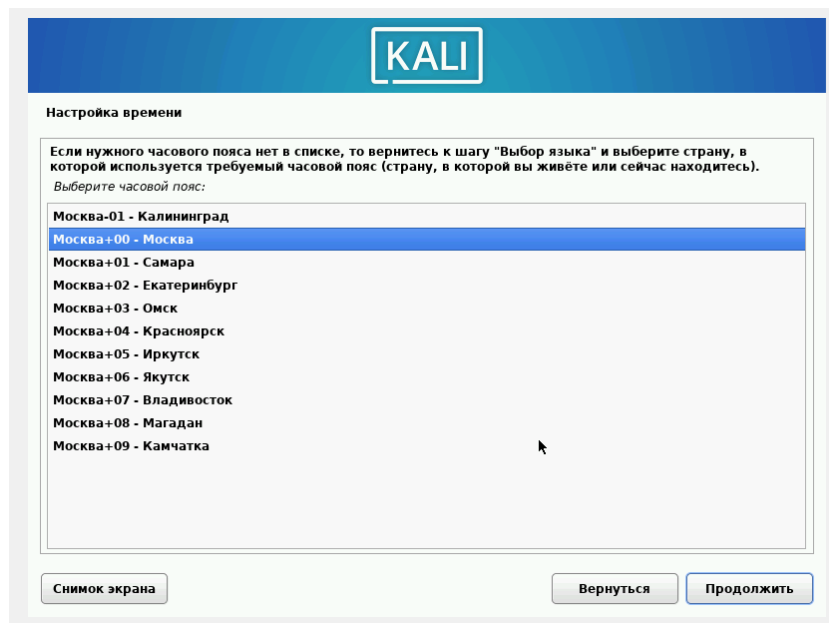 KALI
Настройка времени
Если нужного часового пояса нет в списке, то вернитесь к шагу "Выбор языка" и выберите страну, в
которой используется требуемый часовой пояс (страну, в которой вы живёте или сейчас находитесь).
Выберите часовой пояс:
Москва-01 - Калининград
Москва+00 - Москва
Москва+01 - Самара
Москва+02 - Екатеринбург
Москва+03 - Омск
Москва+04 - Красноярск
Москва+05 - Иркутск
Москва+06 - Якутск
Москва+07 - Владивосток
Москва+08 - Магадан
Москва+09 - Камчатка
Снимок экрана
Вернуться
Продолжить